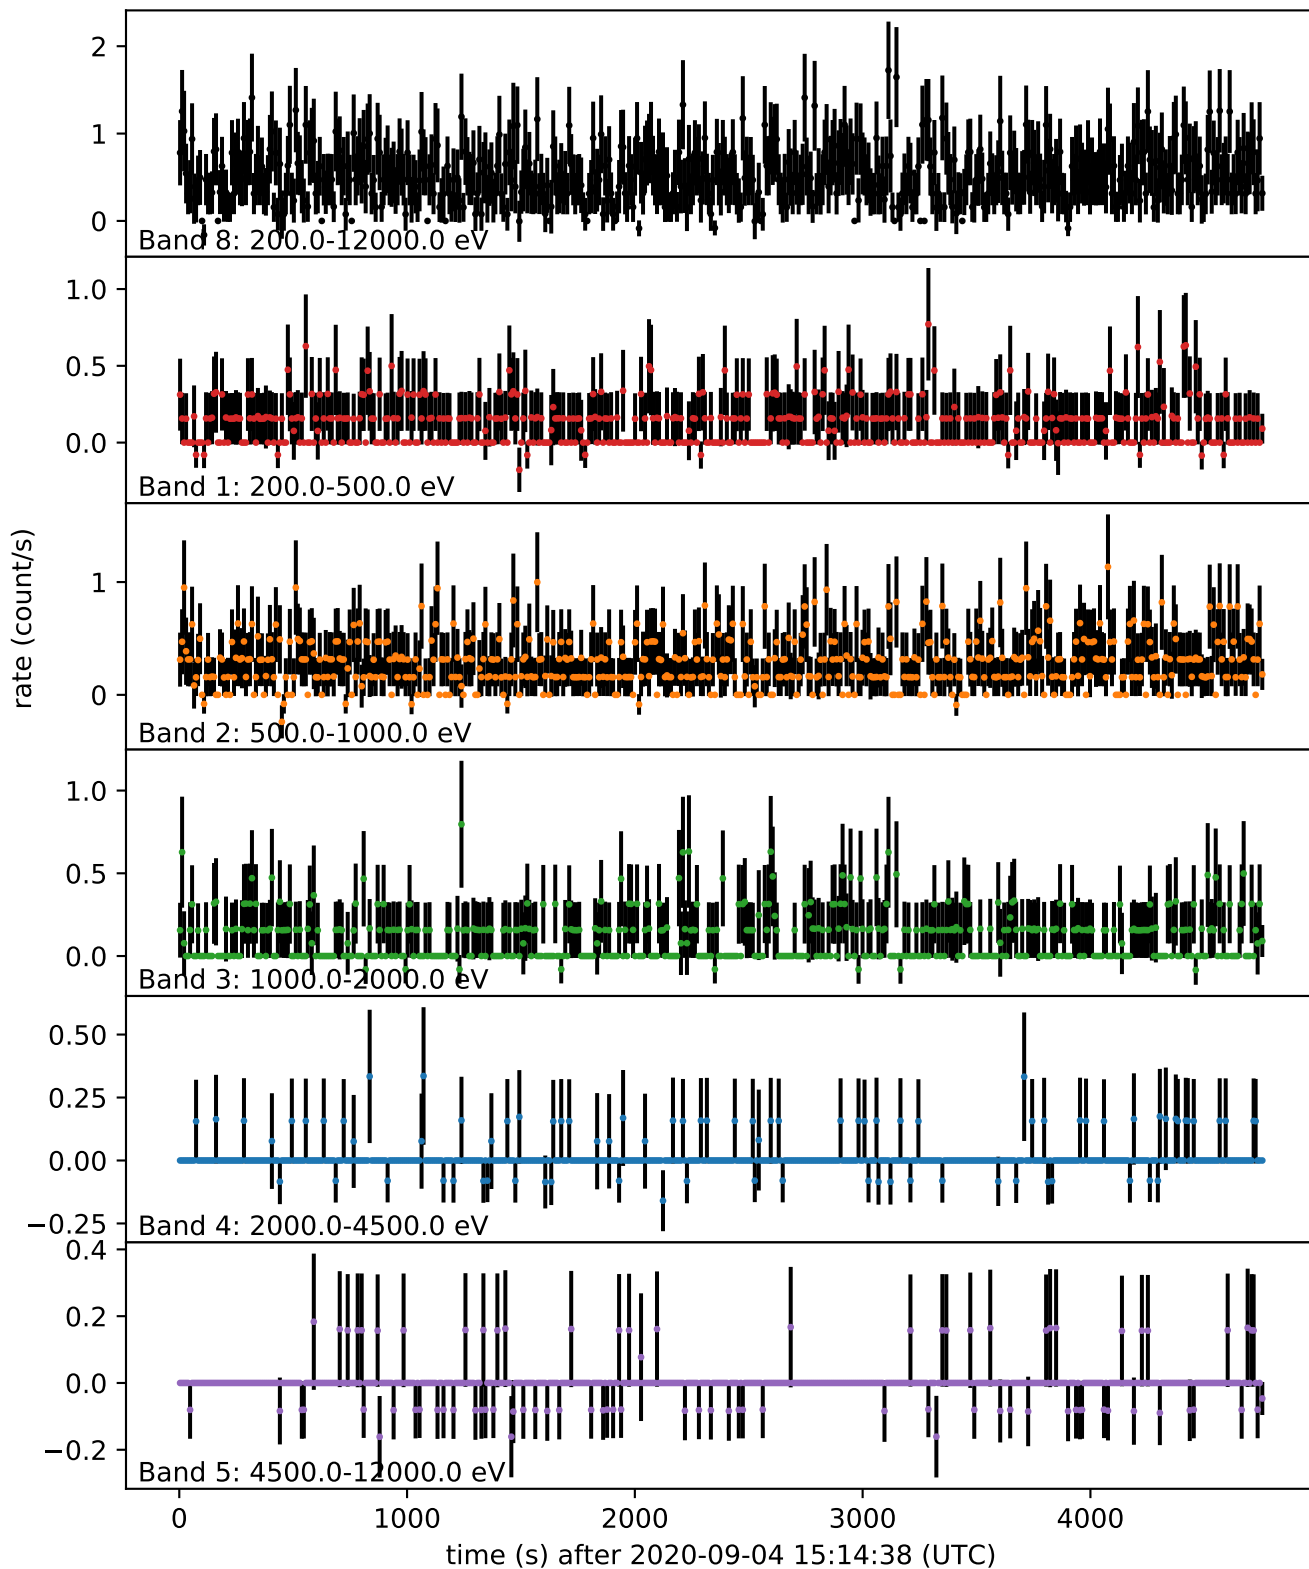 2
1
0
Band 8: 200.0-12000.0 eV
1.0
0.5
0.0
Band 1: 200.0-500.0 eV
1
0
Band 2: 500.0-1000.0 eV
rate (count/s)
1.0
0.5
0.0
Band 3: 1000.0-2000.0 eV
0.50
0.25
0.00
−0.25
Band 4: 2000.0-4500.0 eV
0.4
0.2
0.0
−0.2
Band 5: 4500.0-12000.0 eV
0 1000 2000 3000 4000
time (s) after 2020-09-04 15:14:38 (UTC)